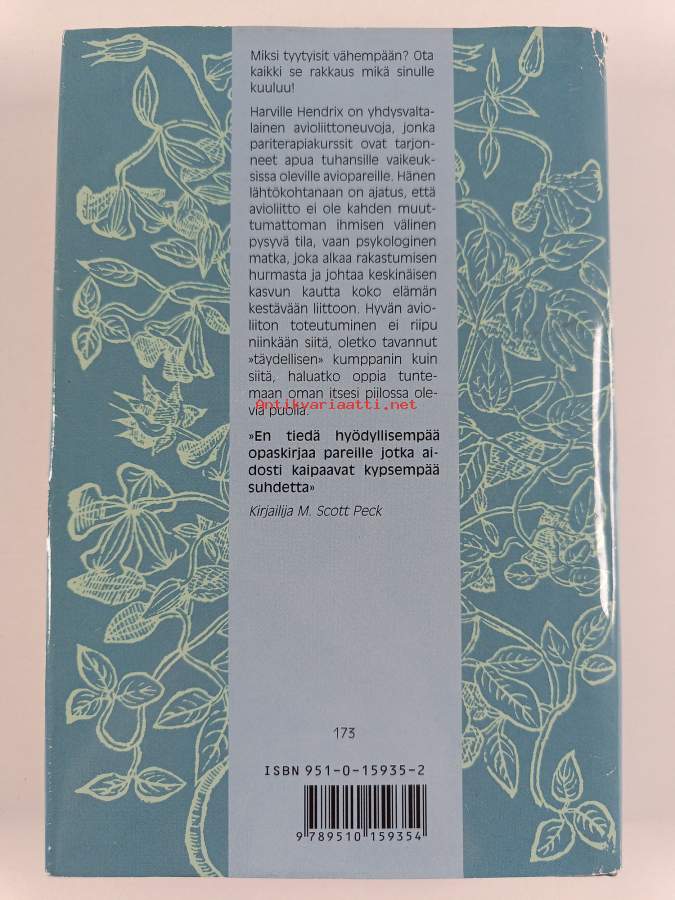 Miksi tyytyisit vähempään? Ota
kaikki se rakkaus mikä sinulle
kuuluu!
Harville Hendrix on yhdysvalta-
lainen avioliittoneuvoja, jonka
pariterapiakurssit ovat tarjon-
neet apua tuhansille vaikeuk-
sissa oleville aviopareille. Hänen
lähtökohtanaan on ajatus, että
avioliitto ei ole kahden muut-
tumattoman ihmisen välinen
pysyvä tila, vaan psykologinen
matka, joka alkaa rakastumisen
hurmasta ja johtaa keskinäisen
kasvun kautta koko elämän
kestävään liittoon. Hyvän avio-
liiton toteutuminen ei riipu
niinkään siitä, oletko tavannut
»täydellisen» kumppanin kuin
siitä, haluatko oppia tunte-
maan oman itsesi piilossa ole-
Antikvariaatti.net
via puolia.
»En tiedä hyödyllisempää
opaskirjaa pareille jotka ai-
dosti kaipaavat kypsempää
suhdetta»
Kirjailija M. Scott Peck
173
ISBN 951-0-15935-2
9 789510 159354